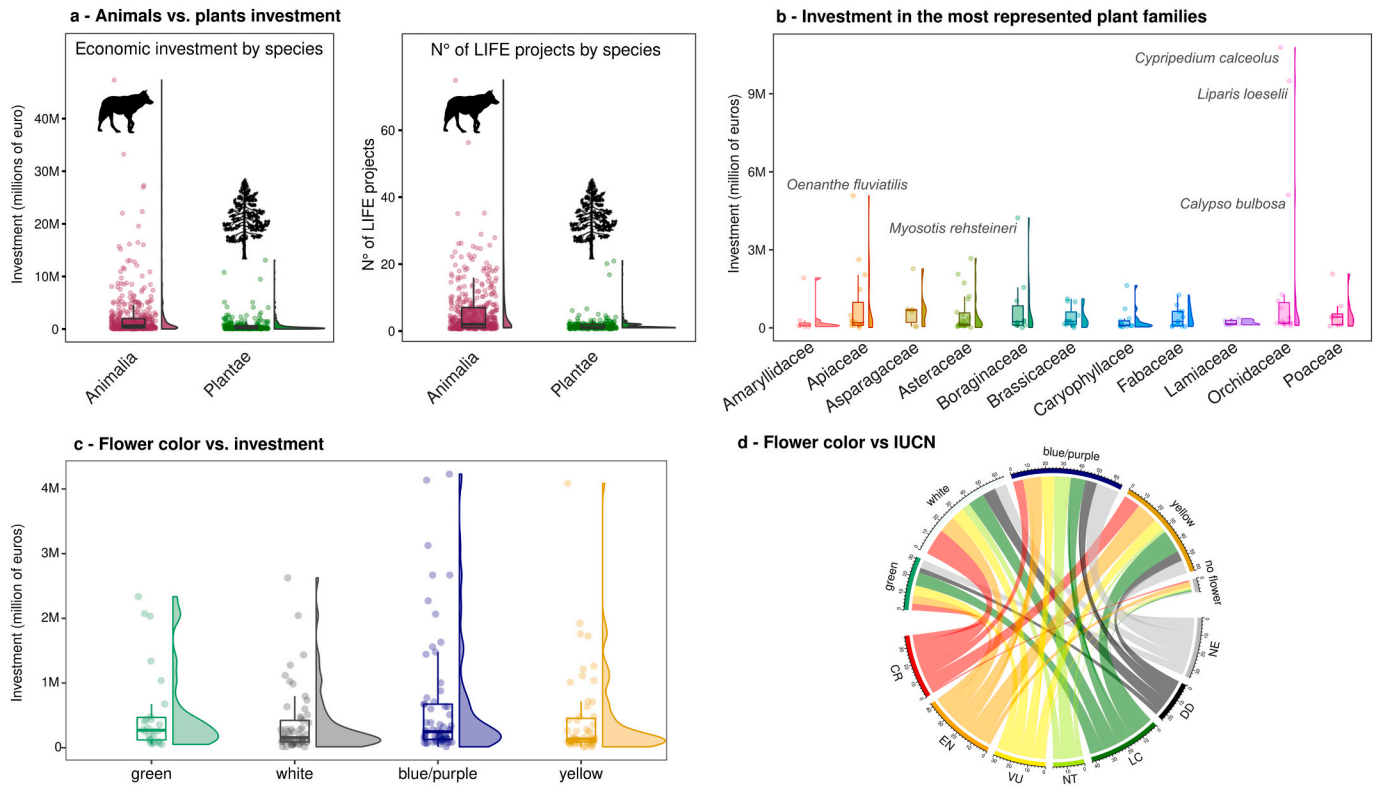 a - Animals vs. plants investment
Economic investment by species
Investment (millions of euro)
40M
30M
20M
10M
0
Animalia
Plantae
N° of LIFE projects by species
N° of LIFE projects
60
40
20
0
Animalia
Plantae
b - Investment in the most represented plant families
Investment (million of euros)
9M
6M
3M
0
Cypripedium calceolus
Liparis loeselii
Oenanthe fluviatilis
Calypso bulbosa
Myosotis rehsteineri
Amaryllidaceae
Apiaceae
Asparagaceae
Asteraceae
Boraginaceae
Brassicaceae
Caryophyllaceae
Fabaceae
Lamiaceae
Orchidaceae
Poaceae
c - Flower color vs. investment
Investment (million of euros)
4M
3M
2M
1M
0
green
white
blue/purple
yellow
d - Flower color vs IUCN
blue/purple
white
yellow
green
no flower
CR
NE
EN
DD
VU
NT
LC